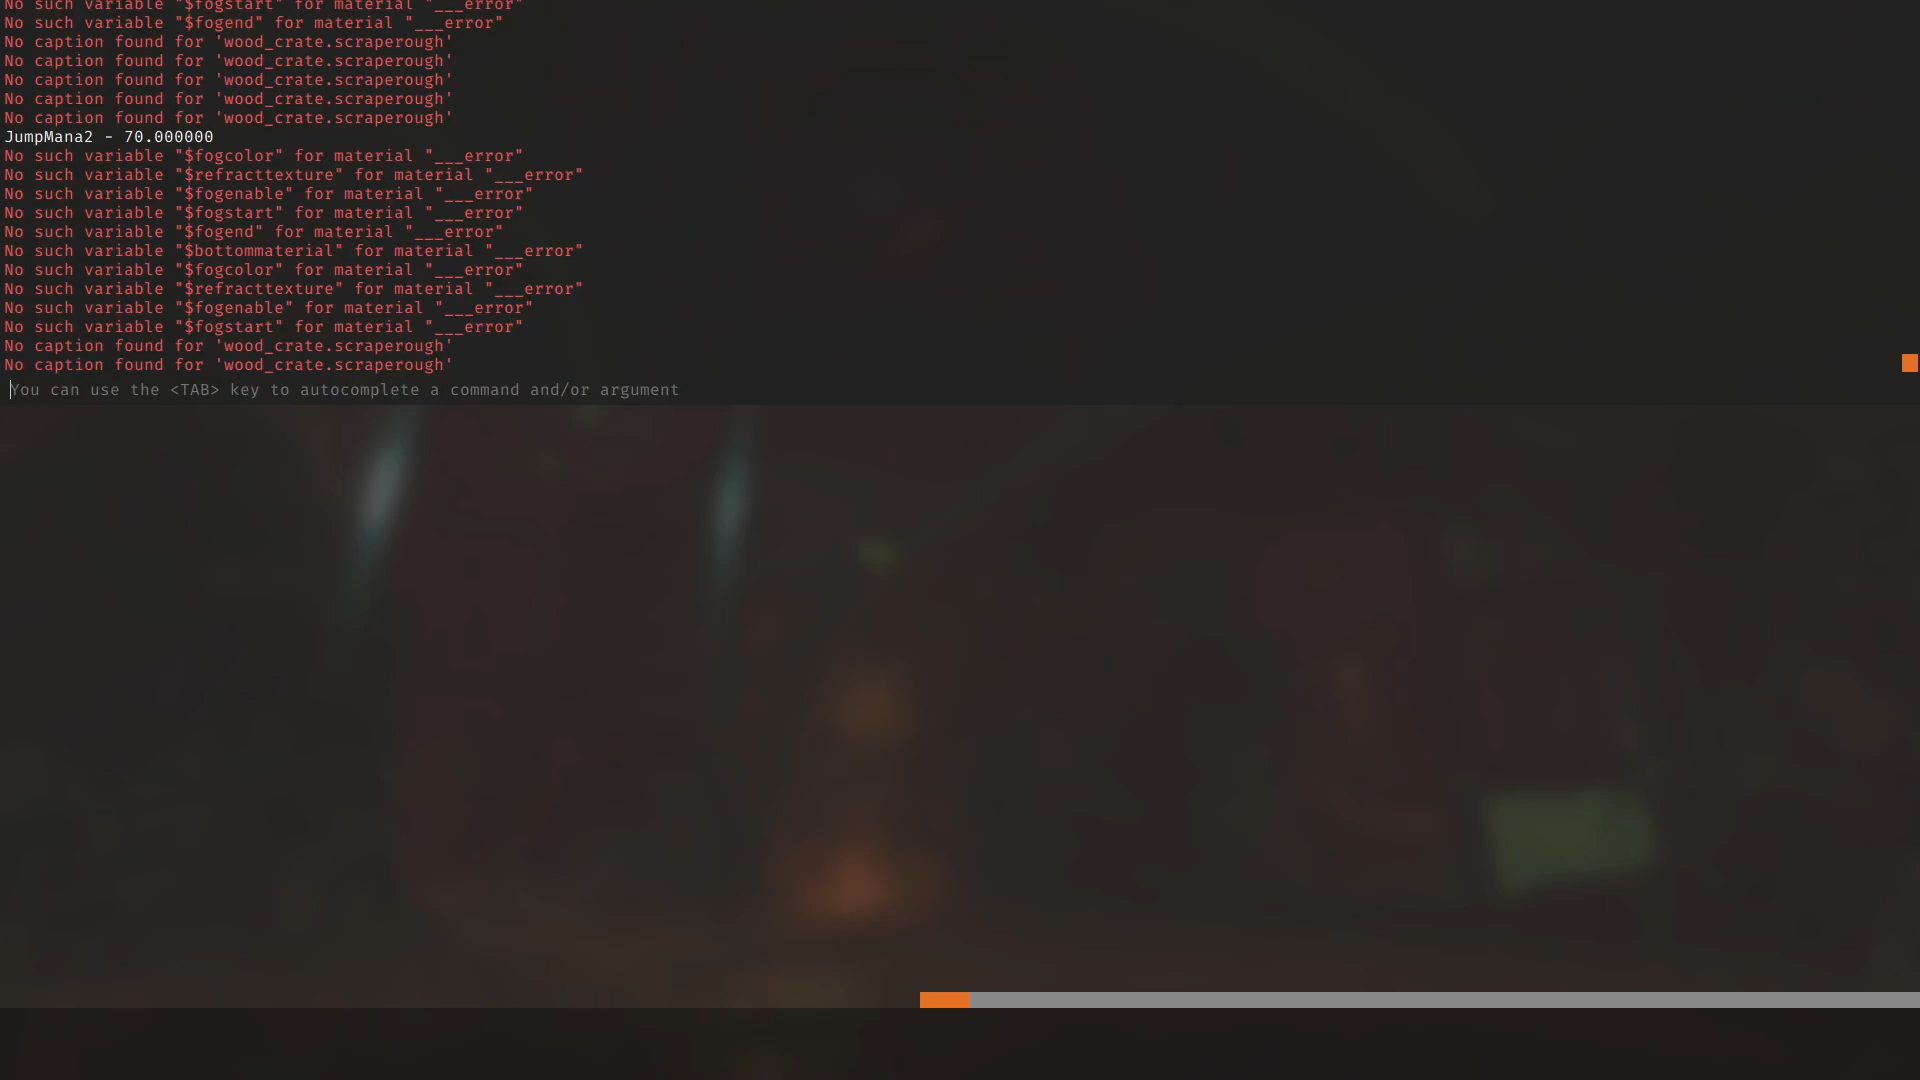 No such variable "$fogstart" for material "___error"
No such variable "$fogend" for material "___error"
No caption found for 'wood_crate.scraperough'
No caption found for 'wood_crate.scraperough'
No caption found for 'wood_crate.scraperough'
No caption found for 'wood_crate.scraperough'
No caption found for 'wood_crate.scraperough'
JumpMana2 - 70.000000
No such variable "$fogcolor" for material "___error"
No such variable "$refracttexture" for material "___error"
No such variable "$fogenable" for material "___error"
No such variable "$fogstart" for material "___error"
No such variable "$fogend" for material "___error"
No such variable "$bottommaterial" for material "___error"
No such variable "$fogcolor" for material "___error"
No such variable "$refracttexture" for material "___error"
No such variable "$fogenable" for material "___error"
No such variable "$fogstart" for material "___error"
No caption found for 'wood_crate.scraperough'
No caption found for 'wood_crate.scraperough'
You can use the <TAB> key to autocomplete a command and/or argument